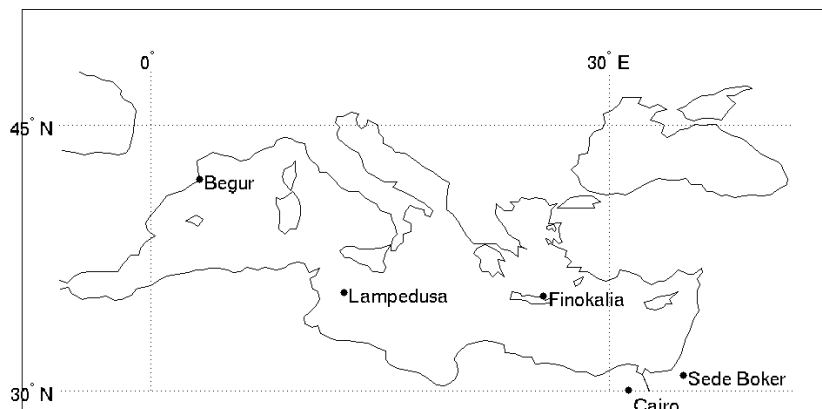 0° 30° E
45° N
Begur
Lampedusa Finokalia
Sede Boker
30° N
Cairo